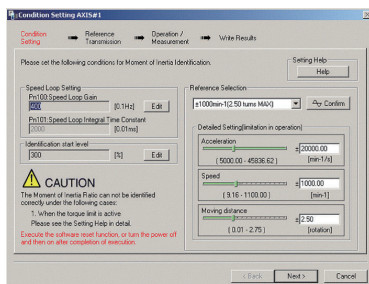 Condition Setting AXIS#1
Condition Setting
Reference Transmission
Operation / Measurement
Write Results
Please set the following conditions for Moment of Inertia Identification.
Setting Help
Help
Speed Loop Setting
Pn100:Speed Loop Gain
400
[0.1Hz]
Edit
Pn101:Speed Loop Integral Time Constant
2000
[0.01ms]
Identification start level
300
[%]
Edit
CAUTION
The Moment of Inertia Ratio can not be identified
correctly under the following cases:
1. When the torque limit is active
Please see the Setting Help in detail.
Execute the software reset function, or turn the power off
and then on after completion of execution.
Reference Selection
±1000min-1(2.50 turns MAX)
Confirm
Detailed Setting(limitation in operation)
Acceleration
± 20000.00
( 5000.00 - 45836.62 )
[min-1/s]
Speed
± 1000.00
( 9.16 - 1100.00 )
[min-1]
Moving distance
± 2.50
( 0.01 - 2.75 )
[rotation]
< Back
Next >
Cancel